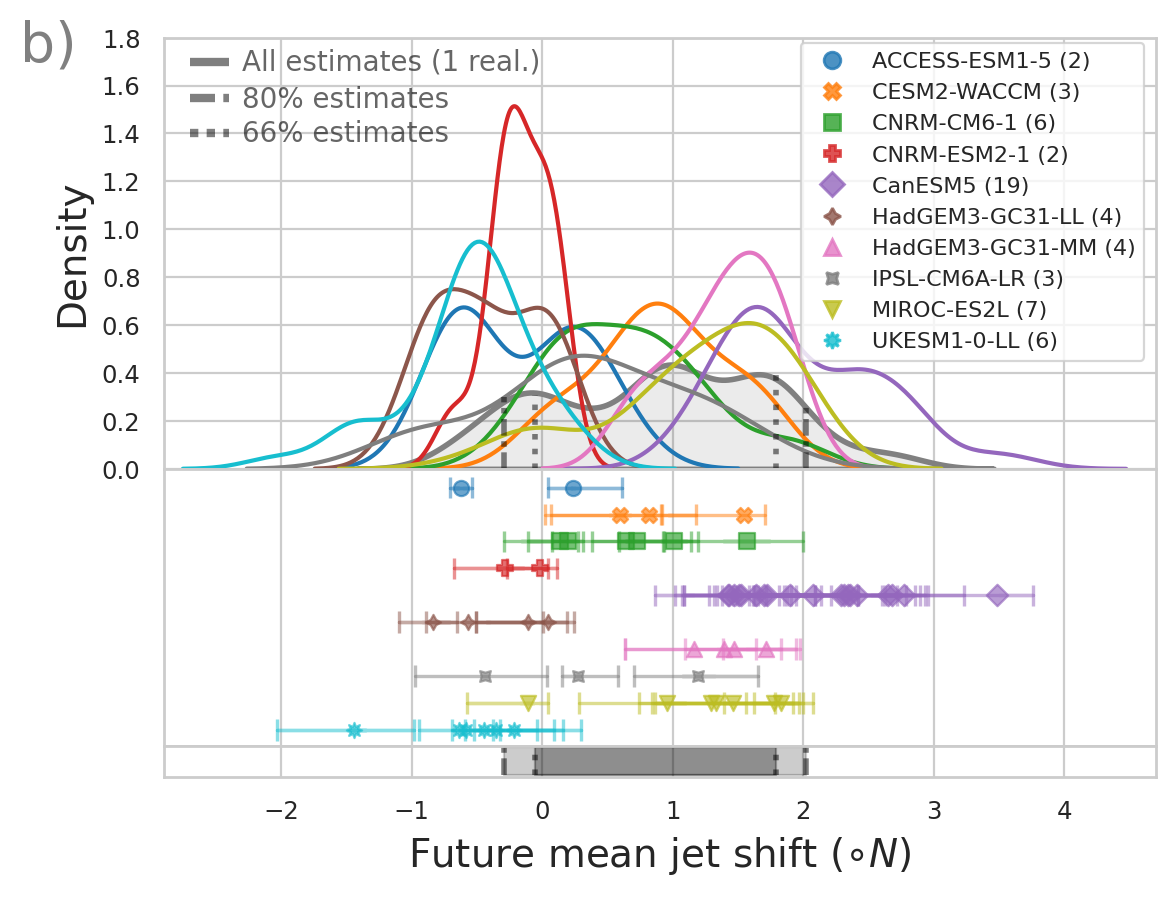 b)
1.8
1.6
1.4
1.2
1.0
0.8
0.6
0.4
0.2
0.0
Density
All estimates (1 real.)
80% estimates
66% estimates
ACCESS-ESM1-5 (2)
CESM2-WACCM (3)
CNRM-CM6-1 (6)
CNRM-ESM2-1 (2)
CanESM5 (19)
HadGEM3-GC31-LL (4)
HadGEM3-GC31-MM (4)
IPSL-CM6A-LR (3)
MIROC-ES2L (7)
UKESM1-0-LL (6)
−2 −1 0 1 2 3 4
Future mean jet shift (∘N)